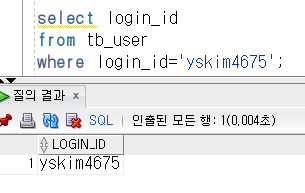 select login_id
from tb_user
where login_id='yskim4675';
질의 결과 x
SQL | 인출된 모든 행: 1(0,004초)
LOGIN_ID
1 yskim4675